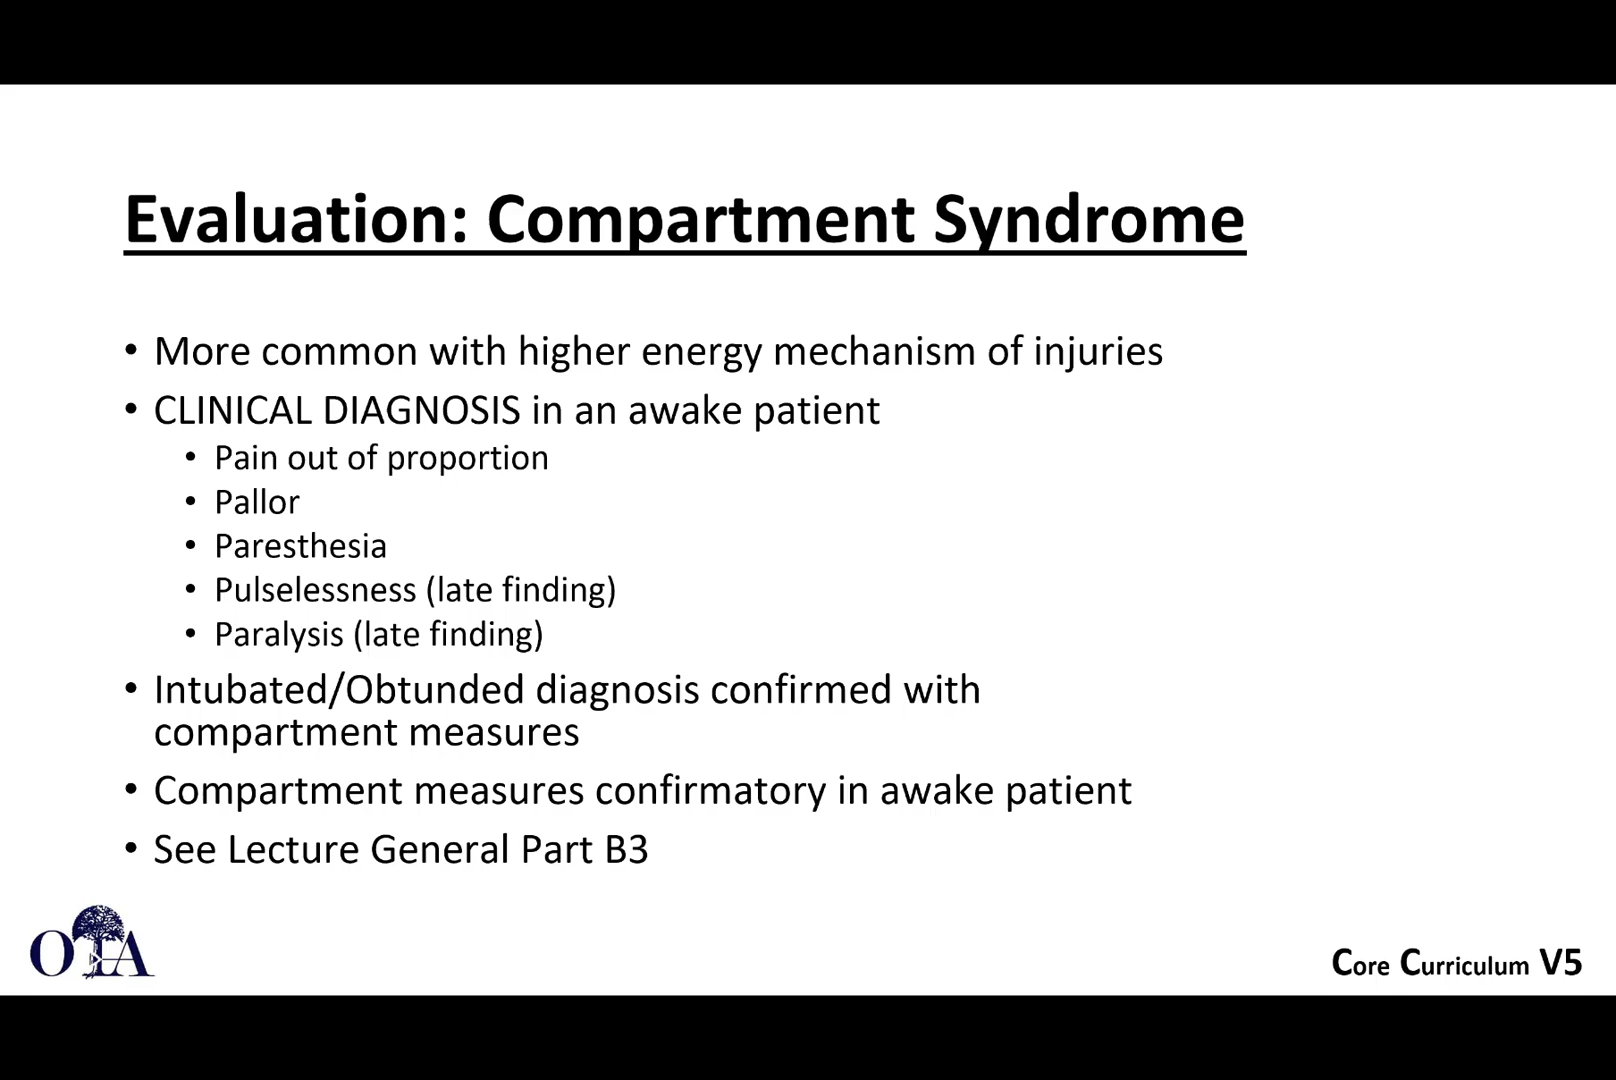 Evaluation: Compartment Syndrome
• More common with higher energy mechanism of injuries
• CLINICAL DIAGNOSIS in an awake patient
• Pain out of proportion
• Pallor
• Paresthesia
• Pulselessness (late finding)
• Paralysis (late finding)
• Intubated/Obtunded diagnosis confirmed with
compartment measures
• Compartment measures confirmatory in awake patient
• See Lecture General Part B3
OTA
Core Curriculum V5